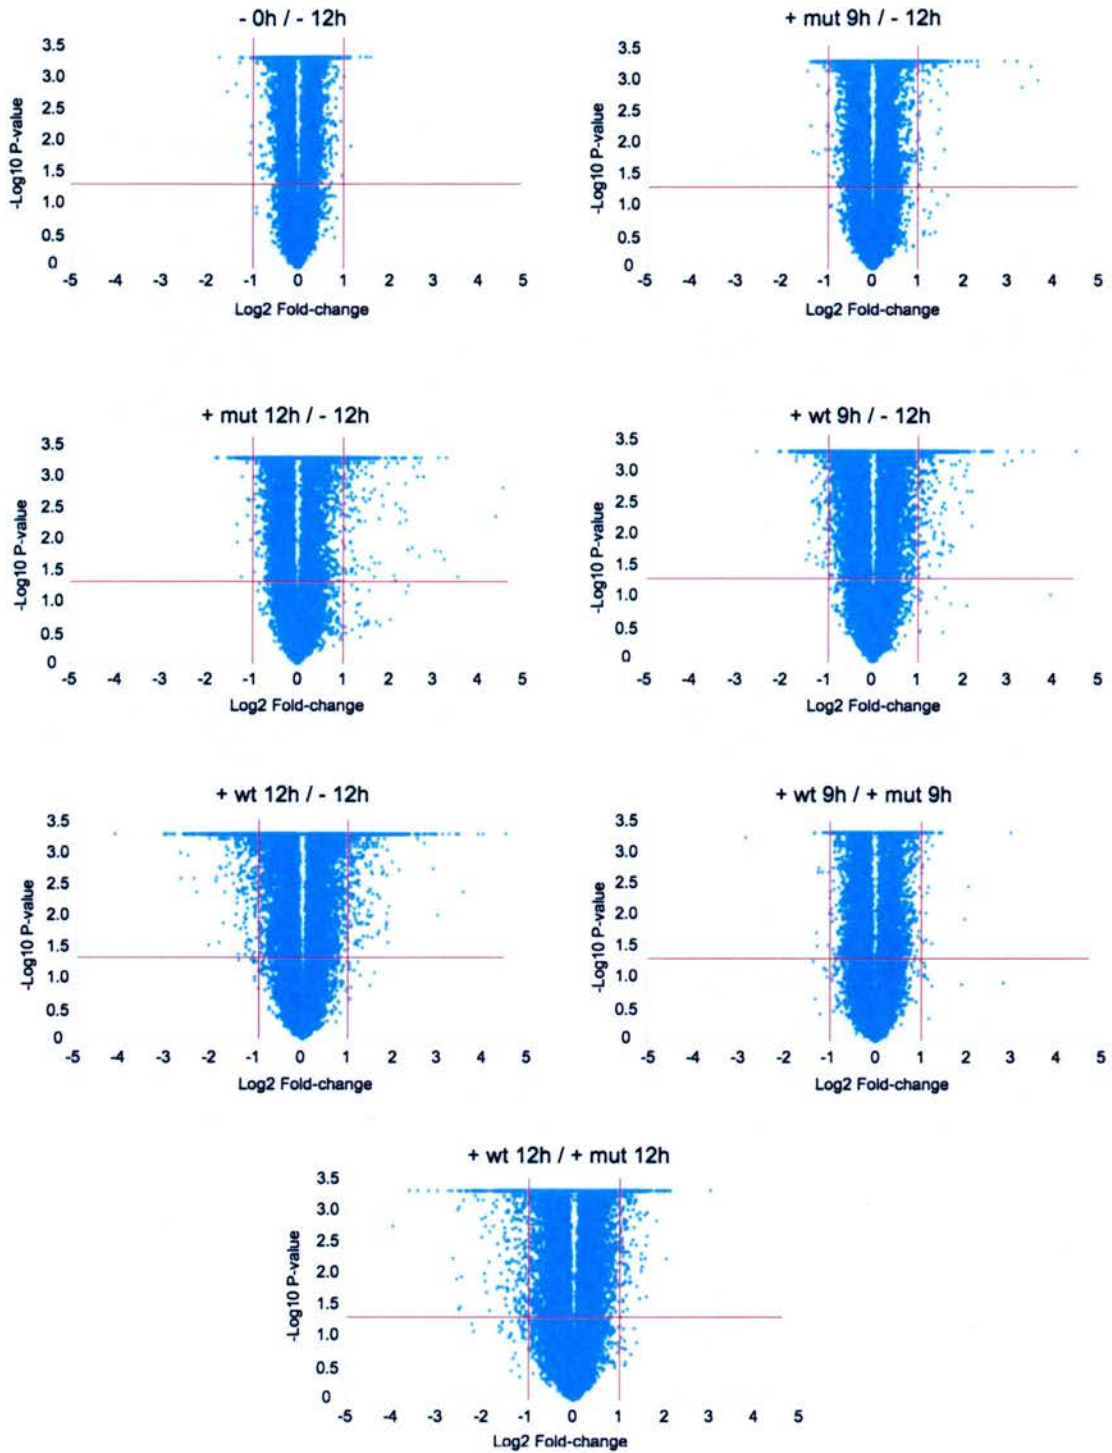 - 0h / - 12h
3.5
3.0
2.5
2.0
1.5
1.0
0.5
0
-Log10 P-value
-5 -4 -3 -2 -1 0 1 2 3 4 5
Log2 Fold-change
+ mut 9h / - 12h
3.5
3.0
2.5
2.0
1.5
1.0
0.5
0
-Log10 P-value
-5 -4 -3 -2 -1 0 1 2 3 4 5
Log2 Fold-change
+ mut 12h / - 12h
3.5
3.0
2.5
2.0
1.5
1.0
0.5
0
-Log10 P-value
-5 -4 -3 -2 -1 0 1 2 3 4 5
Log2 Fold-change
+ wt 9h / - 12h
3.5
3.0
2.5
2.0
1.5
1.0
0.5
0
-Log10 P-value
-5 -4 -3 -2 -1 0 1 2 3 4 5
Log2 Fold-change
+ wt 12h / - 12h
3.5
3.0
2.5
2.0
1.5
1.0
0.5
0
-Log10 P-value
-5 -4 -3 -2 -1 0 1 2 3 4 5
Log2 Fold-change
+ wt 9h / + mut 9h
3.5
3.0
2.5
2.0
1.5
1.0
0.5
0
-Log10 P-value
-5 -4 -3 -2 -1 0 1 2 3 4 5
Log2 Fold-change
+ wt 12h / + mut 12h
3.5
3.0
2.5
2.0
1.5
1.0
0.5
0
-Log10 P-value
-5 -4 -3 -2 -1 0 1 2 3 4 5
Log2 Fold-change